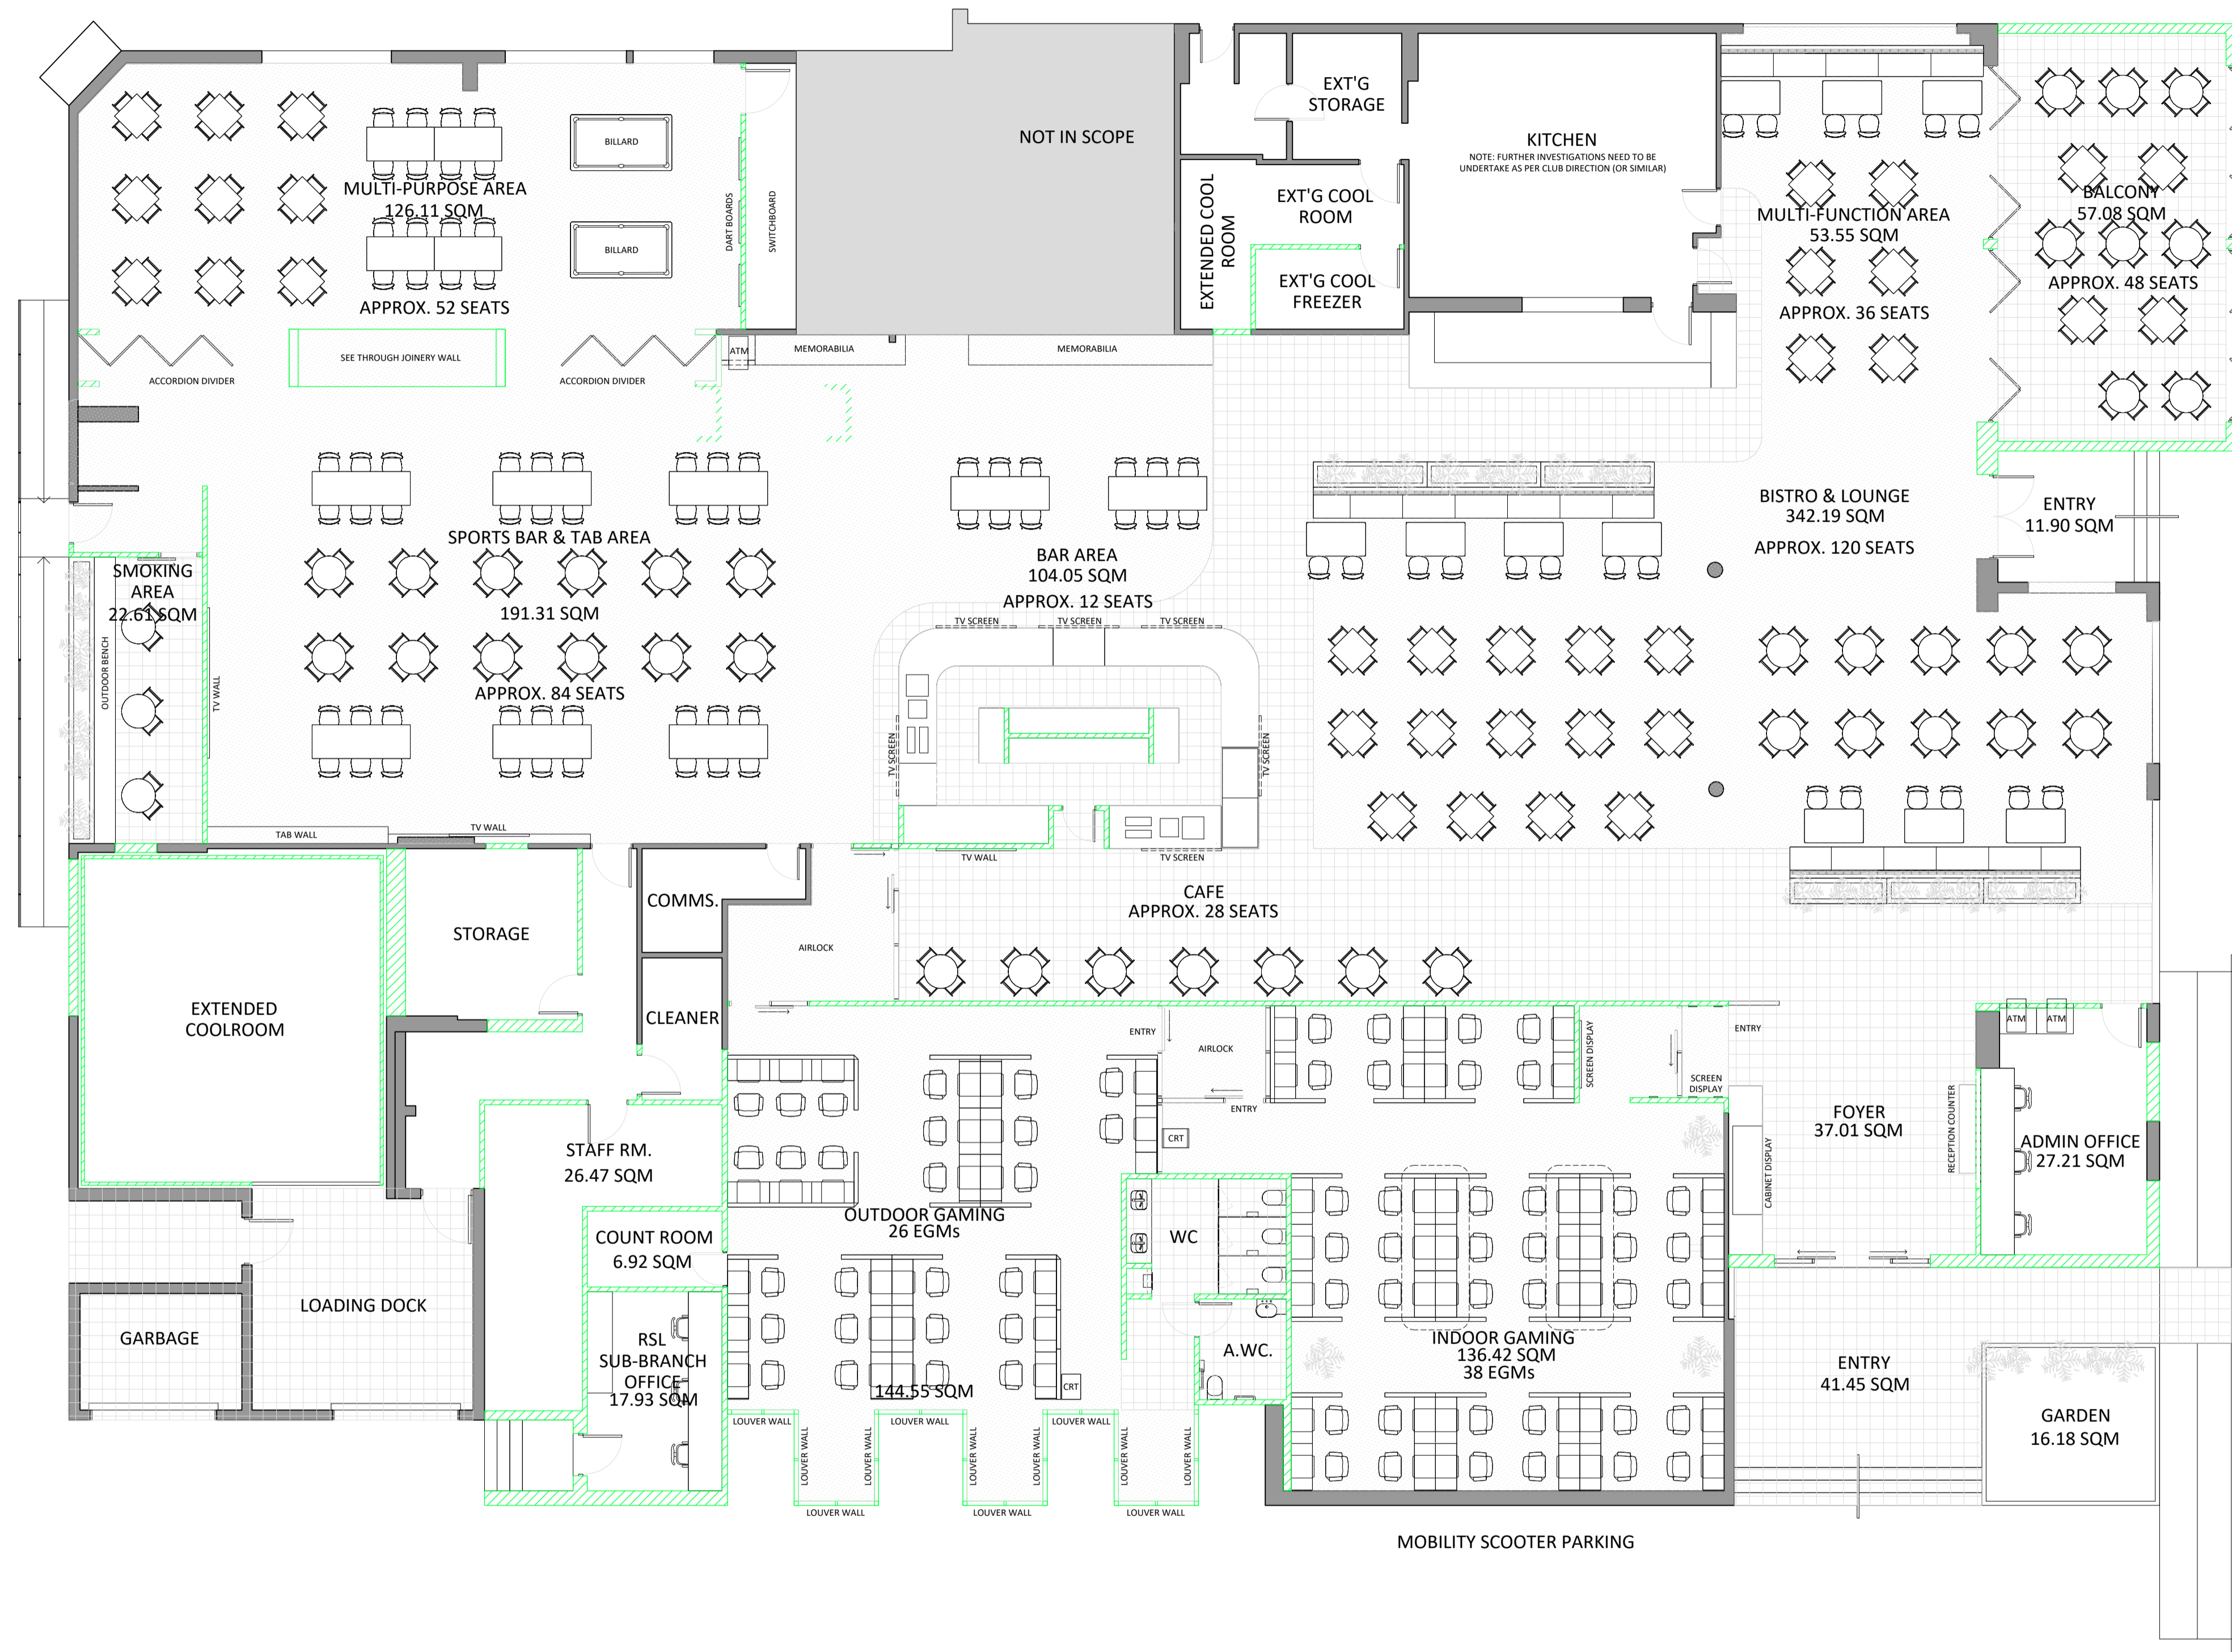 EXT'G
STORAGE
NOT IN SCOPE
KITCHEN
NOTE: FURTHER INVESTIGATIONS NEED TO BE
UNDERTAKE AS PER CLUB DIRECTION (OR SIMILAR)
BILLARD
BILLARD
MULTI-PURPOSE AREA
126.11 SQM
APPROX. 52 SEATS
DART BOARDS
SWITCHBOARD
EXTENDED COOL
ROOM
EXT'G COOL
ROOM
EXT'G COOL
FREEZER
MULTI-FUNCTION AREA
53.55 SQM
APPROX. 36 SEATS
BALCONY
57.08 SQM
APPROX. 48 SEATS
ACCORDION DIVIDER
SEE THROUGH JOINERY WALL
ACCORDION DIVIDER
ATM
MEMORABILIA
MEMORABILIA
BISTRO & LOUNGE
342.19 SQM
APPROX. 120 SEATS
ENTRY
11.90 SQM
SPORTS BAR & TAB AREA
191.31 SQM
APPROX. 84 SEATS
BAR AREA
104.05 SQM
APPROX. 12 SEATS
SMOKING
AREA
22.61 SQM
OUTDOOR BENCH
TV WALL
TV SCREEN
TV SCREEN
TV SCREEN
TV SCREEN
TV SCREEN
TAB WALL
TV WALL
TV WALL
TV SCREEN
CAFE
APPROX. 28 SEATS
COMMS.
STORAGE
AIRLOCK
EXTENDED
COOLROOM
CLEANER
ENTRY
AIRLOCK
ENTRY
CRT
SCREEN DISPLAY
SCREEN
DISPLAY
ENTRY
ATM
ATM
FOYER
37.01 SQM
CABINET DISPLAY
RECEPTION COUNTER
ADMIN OFFICE
27.21 SQM
STAFF RM.
26.47 SQM
OUTDOOR GAMING
26 EGMs
144.55 SQM
CRT
COUNT ROOM
6.92 SQM
WC
A.WC.
LOADING DOCK
GARBAGE
RSL
SUB-BRANCH
OFFICE
17.93 SQM
INDOOR GAMING
136.42 SQM
38 EGMs
ENTRY
41.45 SQM
GARDEN
16.18 SQM
LOUVER WALL
LOUVER WALL
LOUVER WALL
LOUVER WALL
LOUVER WALL
LOUVER WALL
LOUVER WALL
LOUVER WALL
LOUVER WALL
LOUVER WALL
LOUVER WALL
LOUVER WALL
MOBILITY SCOOTER PARKING